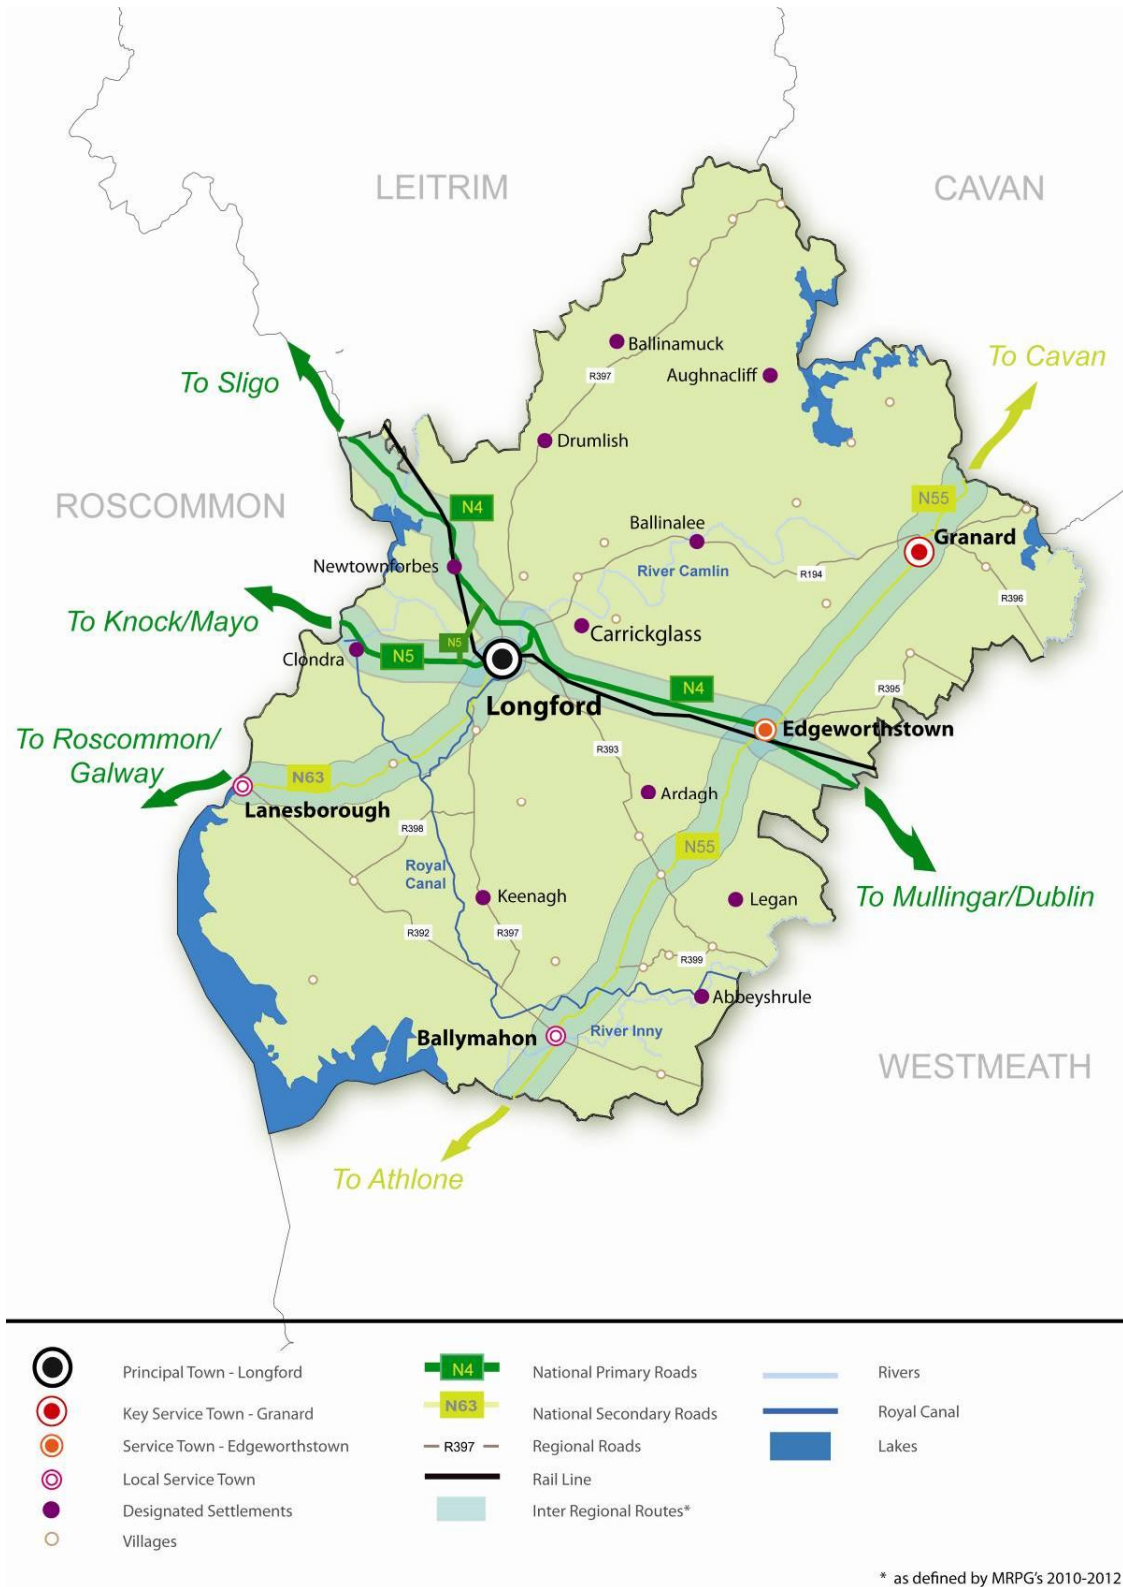 LEITRIM
CAVAN
Ballinamuck
To Cavan
R397
Aughnacliff
To Sligo
Drumlish
ROSCOMMON
N4
N55
Ballinalee
Granard
Newtownforbes
River Camlin
R194
R396
To Knock/Mayo
Carrickglass
N5
Clondra
N5
N4
R395
Longford
Edgeworthstown
To Roscommon/
Galway
R393
N63
Ardagh
Lanesborough
R398
N55
Royal
Canal
Keenagh
Legan
To Mullingar/Dublin
R392
R397
R399
Abbeyshrule
Ballymahon
River Inny
WESTMEATH
To Athlone
Principal Town - Longford
Key Service Town - Granard
Service Town - Edgeworthstown
Local Service Town
Designated Settlements
Villages
N4
National Primary Roads
N63
National Secondary Roads
R397
Regional Roads
Rail Line
Inter Regional Routes*
Rivers
Royal Canal
Lakes
* as defined by MRPG's 2010-2012